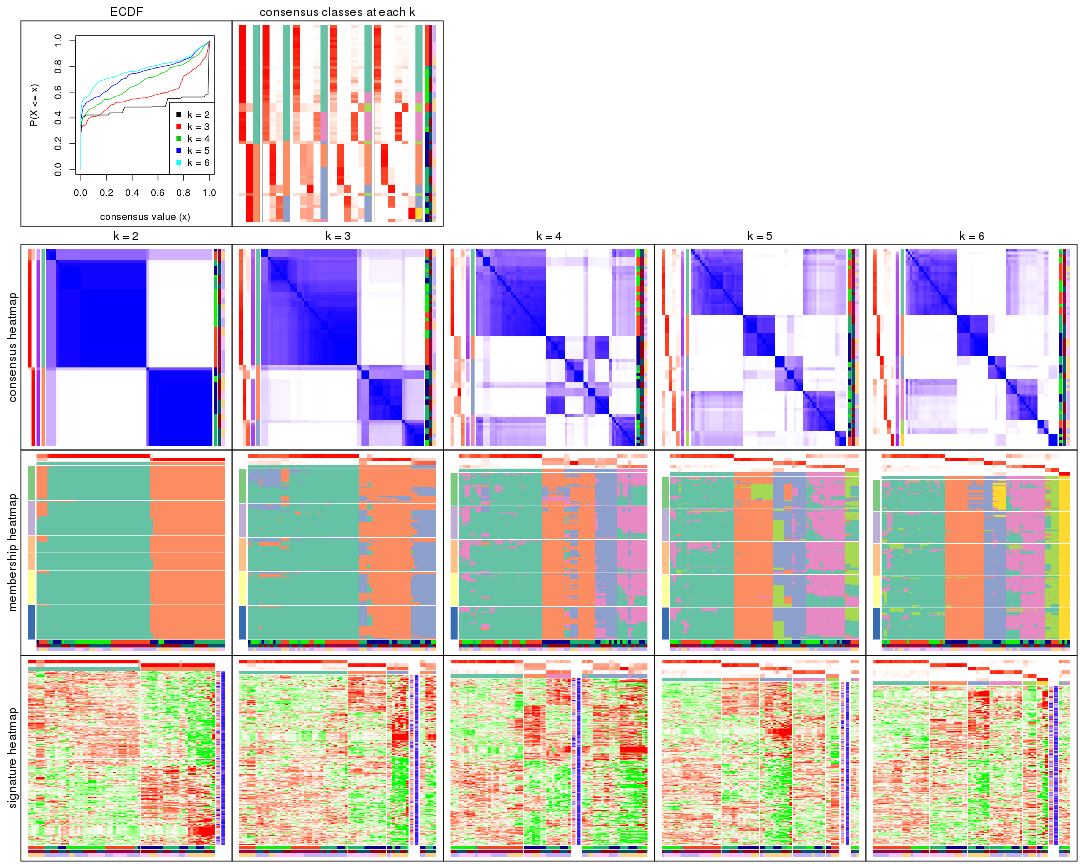 ECDF
consensus classes at each k
P(X <= x)
0.0 0.2 0.4 0.6 0.8 1.0
k = 2
k = 3
k = 4
k = 5
k = 6
0.0 0.2 0.4 0.6 0.8 1.0
consensus value (x)
k = 2
k = 3
k = 4
k = 5
k = 6
consensus heatmap
membership heatmap
signature heatmap